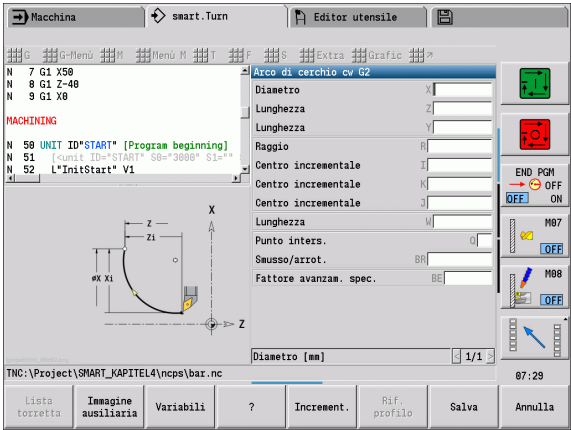 Macchina
smart.Turn
Editor utensile
G G-Menù M Menù M T F S Extra Grafic
N 7 G1 X50
N 8 G1 Z-40
N 9 G1 X0
MACHINING
N 50 UNIT ID"START" [Program beginning]
N 51 [<unit ID="START" S0="3000" S1=""
N 52 L"InitStart" V1
Arco di cerchio cw G2
Diametro X
Lunghezza Z
Lunghezza Y
Raggio R
Centro incrementale I
Centro incrementale K
Centro incrementale J
Lunghezza W
Punto inters. Q
Smusso/arrot. BR
Fattore avanzam. spec. BE
Diametro [mm] 1/1
X
Z
Zi
øX Xi
Z
I
O
END PGM
OFF
OFF ON
M07
OFF
M08
OFF
TNC:\Project\SMART_KAPITEL4\ncps\bar.nc
07:29
Lista torretta
Immagine ausiliaria
Variabili
?
Increment.
Rif. profilo
Salva
Annulla